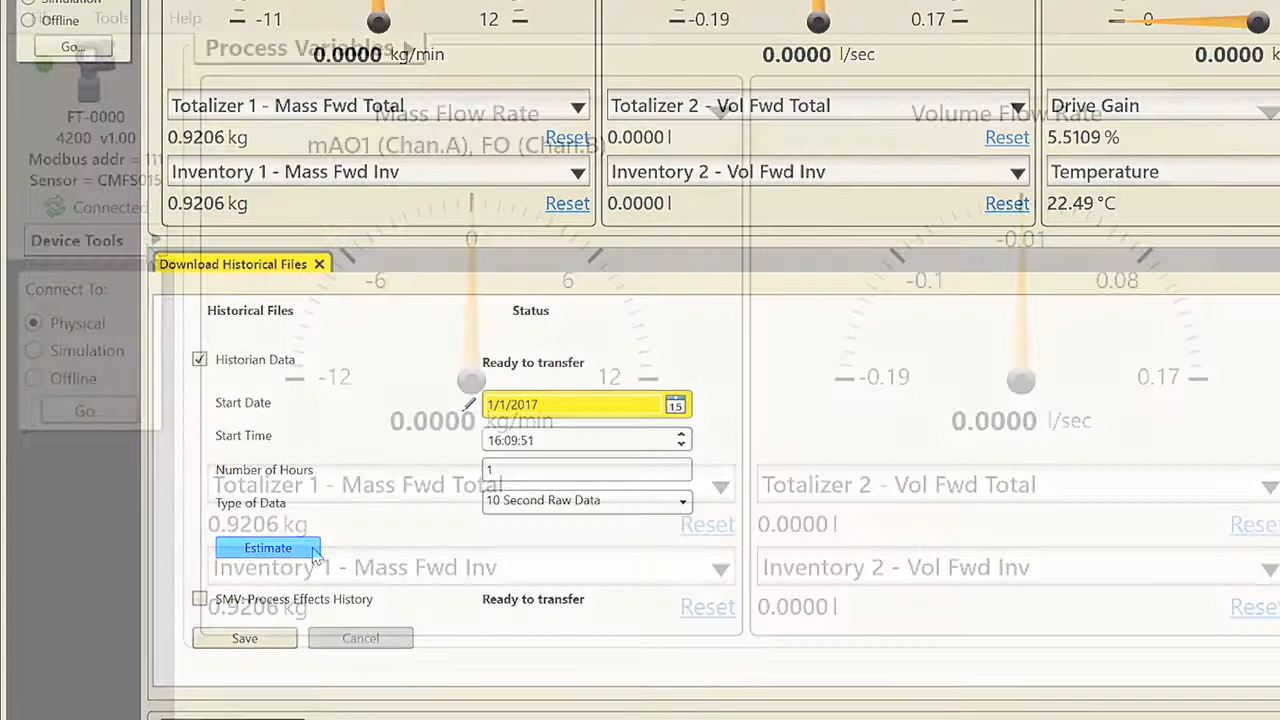 Simulation
Offline
Tools
Help
Go...
-11
12
-0.19
0.17
0
Process Variables
0.0000 kg/min
0.0000 l/sec
0.0000 k
FT-0000
4200 v1.00
Modbus addr = 111
Sensor = CMFS015
Connected
Device Tools
Connect To:
Physical
Simulation
Offline
Go...
Totalizer 1 - Mass Fwd Total
0.9206 kg
Reset
Inventory 1 - Mass Fwd Inv
0.9206 kg
Reset
Totalizer 2 - Vol Fwd Total
0.0000 l
Reset
Inventory 2 - Vol Fwd Inv
0.0000 l
Reset
Drive Gain
5.5109 %
Temperature
22.49 °C
Mass Flow Rate
mAO1 (Chan.A), FO (Chan.B)
Volume Flow Rate
0
-6
6
-12
12
0.0000 kg/min
-0.01
-0.1
0.08
-0.19
0.17
0.0000 l/sec
Download Historical Files
Historical Files
Status
Historian Data
Ready to transfer
Start Date
1/1/2017
15
Start Time
16:09:51
Number of Hours
1
Type of Data
10 Second Raw Data
Estimate
SMV: Process Effects History
Ready to transfer
Save
Cancel
Totalizer 1 - Mass Fwd Total
0.9206 kg
Reset
Inventory 1 - Mass Fwd Inv
0.9206 kg
Reset
Totalizer 2 - Vol Fwd Total
0.0000 l
Rese
Inventory 2 - Vol Fwd Inv
0.0000 l
Rese